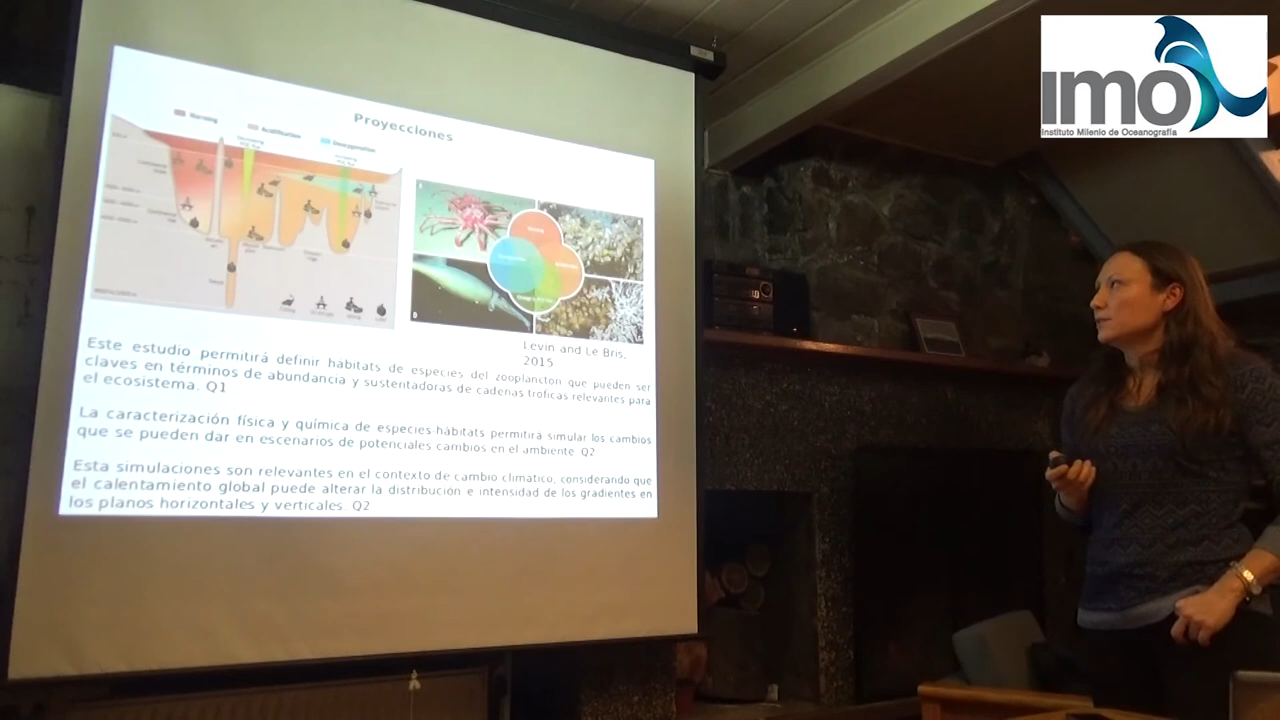 imo
Instituto Milenio de Oceanografía
Proyecciones
Warming
Acidification
Deoxygenation
Levin and Le Bris,
2015
Este estudio permitirá definir hábitats de especies del zooplancton que pueden ser
claves en términos de abundancia y sustentadoras de cadenas tróficas relevantes para
el ecosistema. Q1
La caracterización física y química de especies-hábitats permitirá simular los cambios
que se pueden dar en escenarios de potenciales cambios en el ambiente. Q2
Esta simulaciones son relevantes en el contexto de cambio climático, considerando que
el calentamiento global puede alterar la distribución e intensidad de los gradientes en
los planos horizontales y verticales. Q2